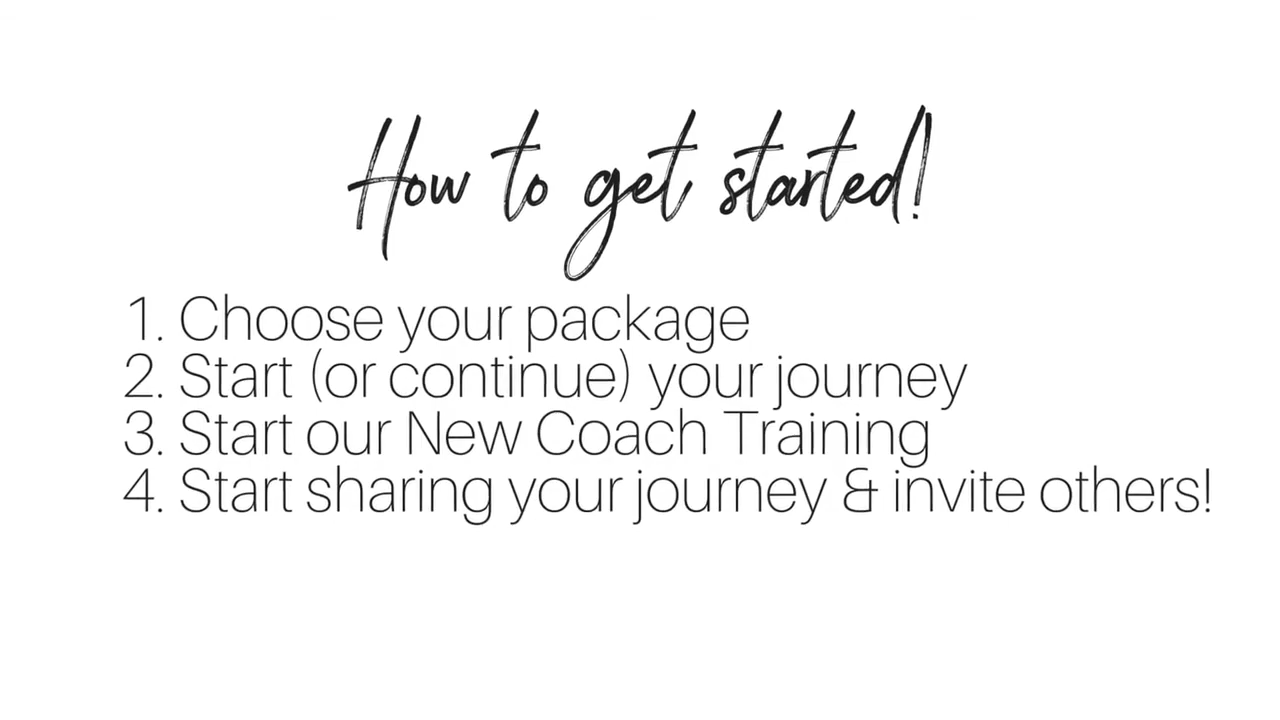 How to get started!
1. Choose your package
2. Start (or continue) your journey
3. Start our New Coach Training
4. Start sharing your journey & invite others!